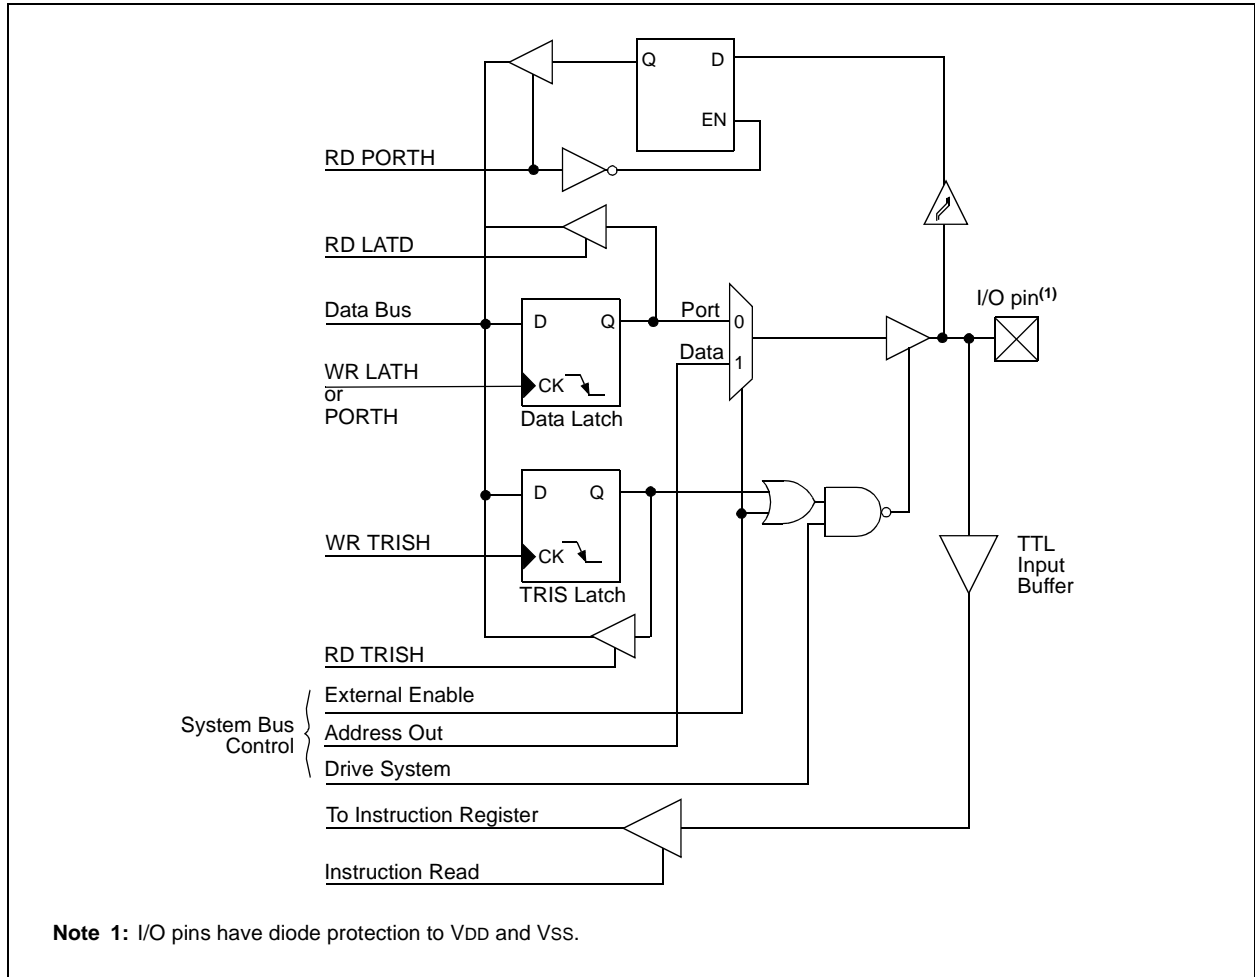 Q D
EN
RD PORTH
RD LATD
Data Bus
D Q
Port
0
I/O pin(1)
Data
1
WR LATH
or
PORTH
CK
Data Latch
D Q
WR TRISH
CK
TRIS Latch
TTL
Input
Buffer
RD TRISH
System Bus
Control
External Enable
Address Out
Drive System
To Instruction Register
Instruction Read
Note 1: I/O pins have diode protection to VDD and VSS.